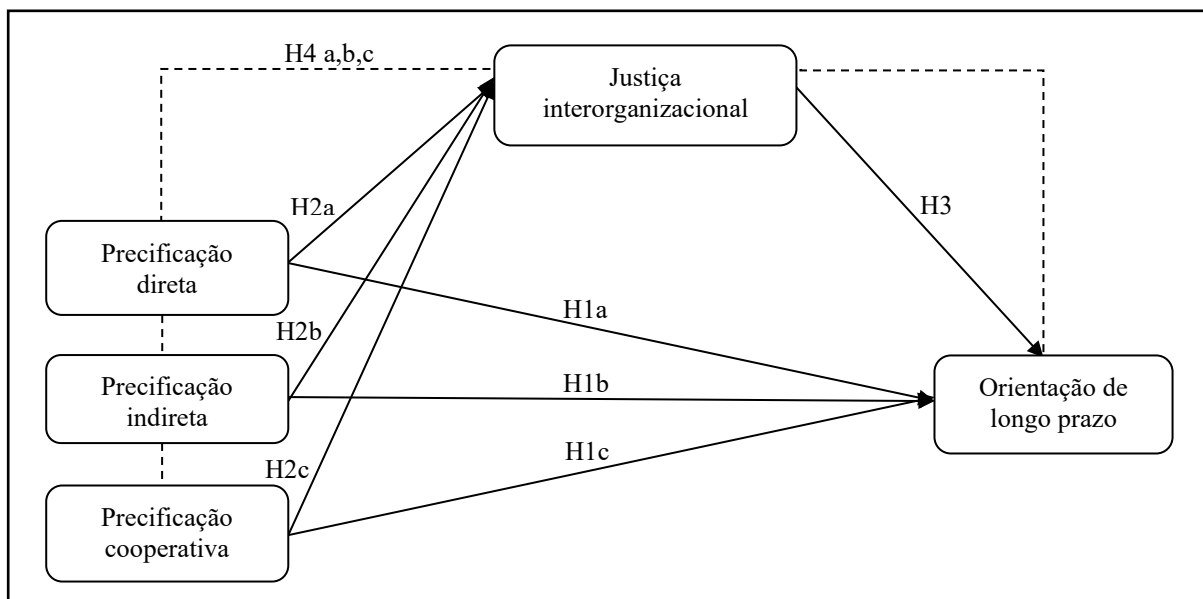 H4 a,b,c
Justiça
interorganizacional
H2a
H3
Precificação
direta
H1a
H2b
Precificação
indireta
H1b
Orientação de
longo prazo
H2c
H1c
Precificação
cooperativa